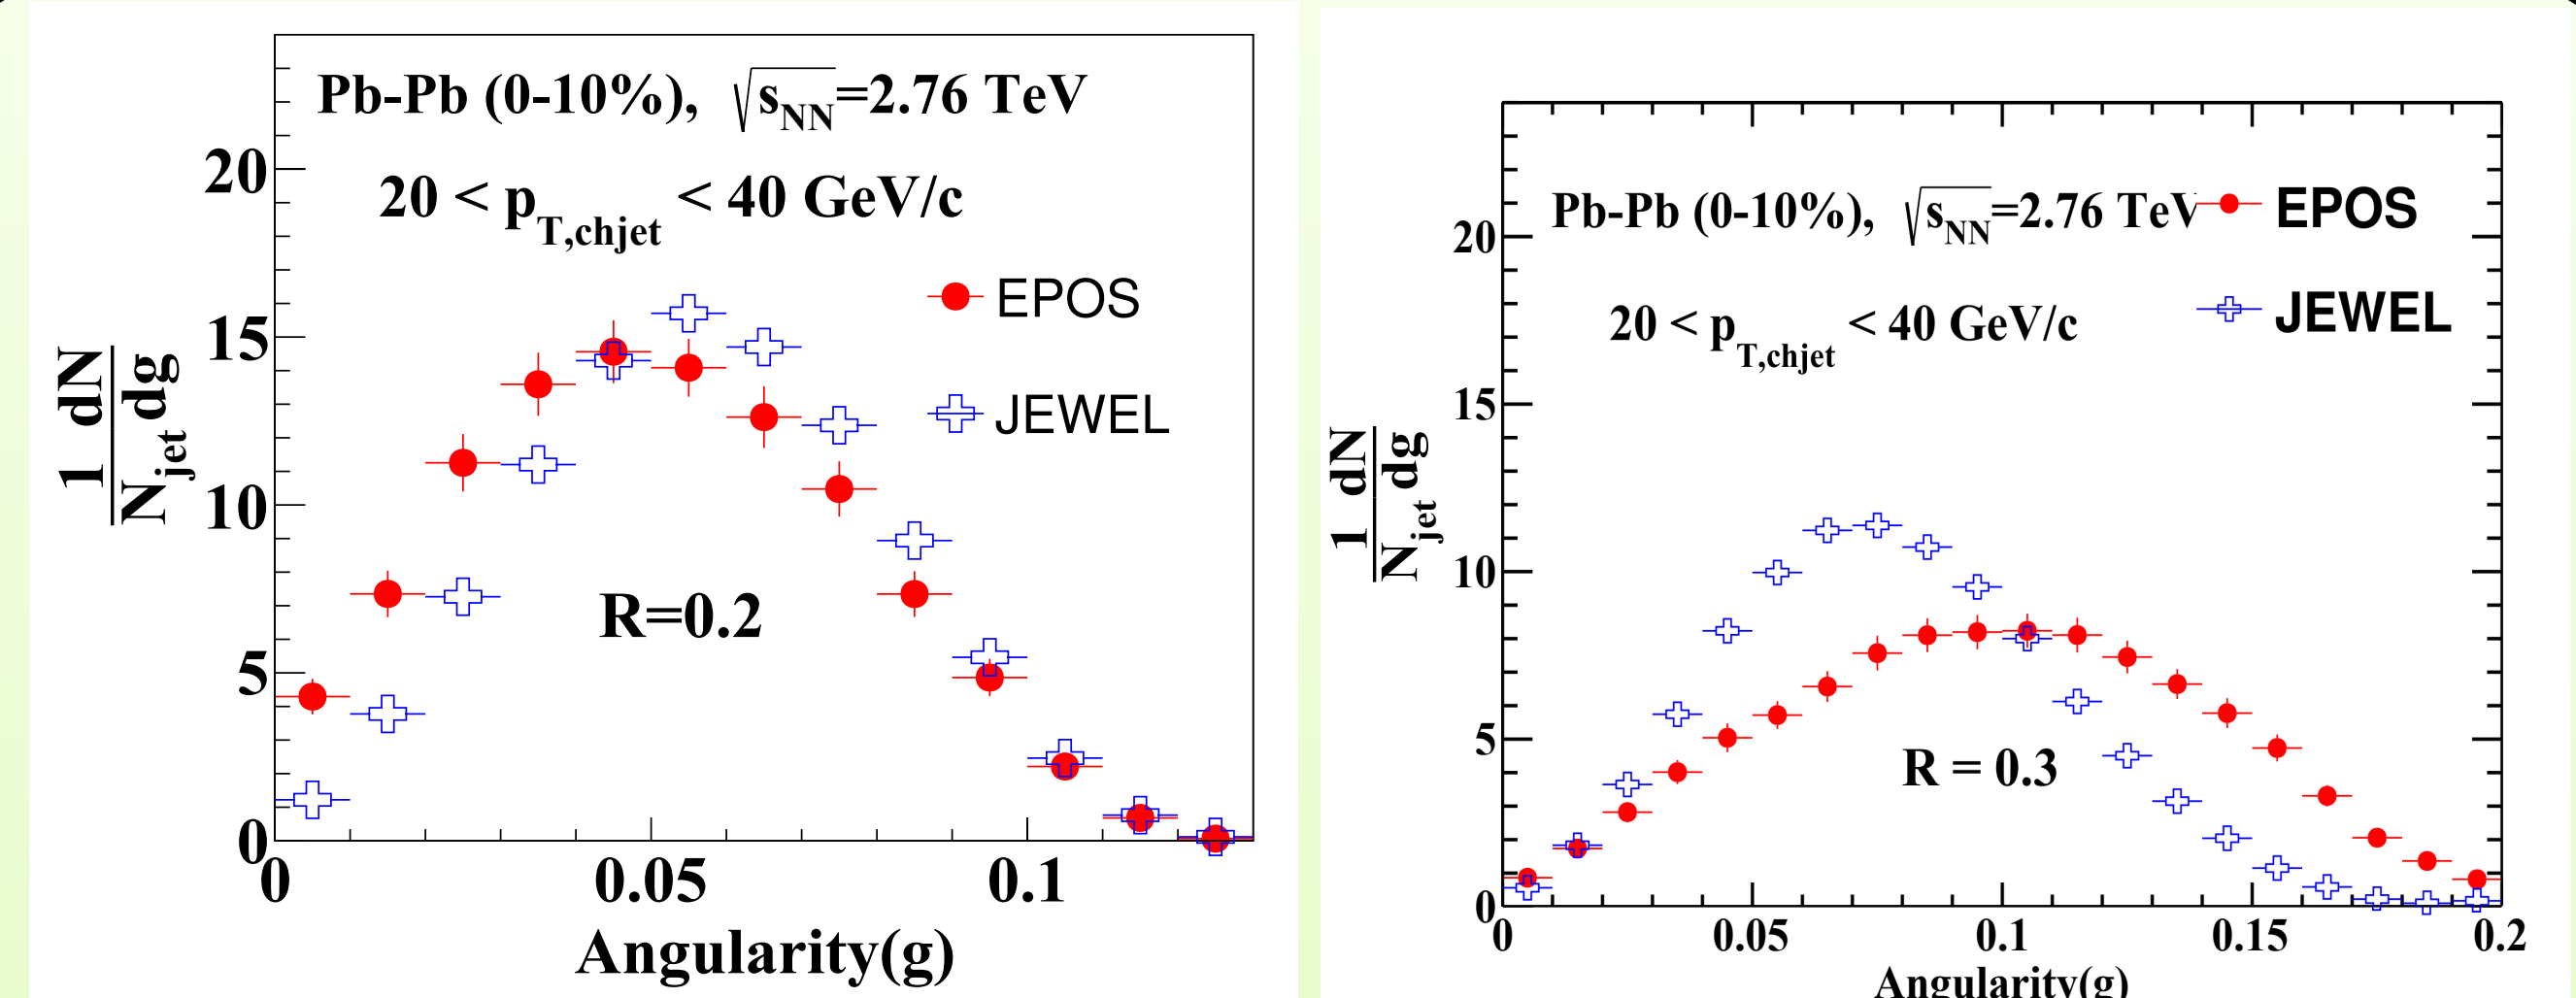 Pb-Pb (0-10%), √sNN=2.76 TeV
20 < pT,chjet < 40 GeV/c
EPOS
JEWEL
R=0.2
1 dN
Njet dg
20
15
10
5
0
0 0.05 0.1
Angularity(g)
Pb-Pb (0-10%), √sNN=2.76 TeV
EPOS
20 < pT,chjet < 40 GeV/c
JEWEL
R = 0.3
1 dN
Njet dg
20
15
10
5
0
0 0.05 0.1 0.15 0.2
Angularity(g)